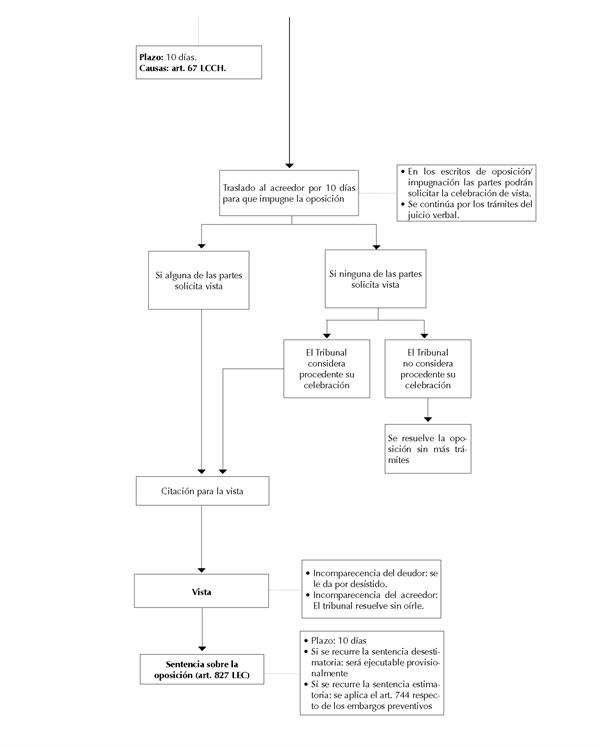 Plazo: 10 días.
Causas: art. 67 LCCH.
Traslado al acreedor por 10 días
para que impugne la oposición
• En los escritos de oposición/
impugnación las partes podrán
solicitar la celebración de vista.
• Se continúa por los trámites del
juicio verbal.
Si alguna de las partes
solicita vista
Si ninguna de las partes
solicita vista
El Tribunal
considera
procedente su
celebración
El Tribunal
no considera
procedente su
celebración
Se resuelve la opo-
sición sin más trá-
mites
Citación para la vista
Vista
• Incomparecencia del deudor: se
le da por desistido.
• Incomparecencia del acreedor:
El tribunal resuelve sin oírle.
Sentencia sobre la
oposición (art. 827 LEC)
• Plazo: 10 días
• Si se recurre la sentencia desesti-
matoria: será ejecutable provisio-
nalmente
• Si se recurre la sentencia estima-
toria: se aplica el art. 744 respec-
to de los embargos preventivos